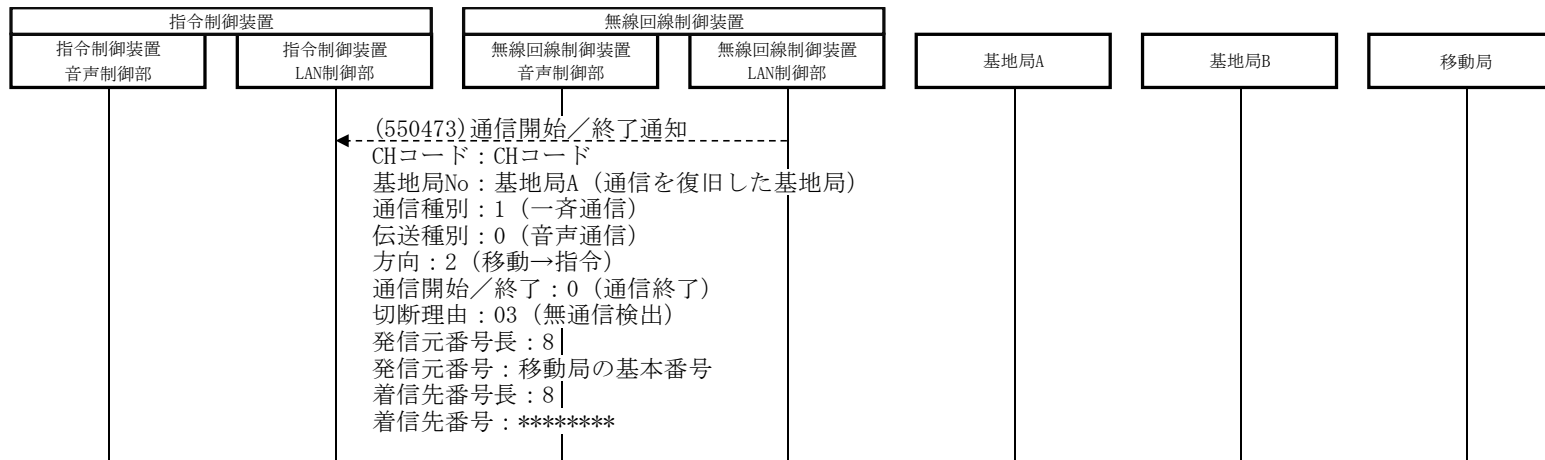 指令制御装置
無線回線制御装置
指令制御装置
音声制御部
指令制御装置
LAN制御部
無線回線制御装置
音声制御部
無線回線制御装置
LAN制御部
基地局A
基地局B
移動局
(550473)通信開始／終了通知
CHコード：CHコード
基地局No：基地局A（通信を復旧した基地局）
通信種別：1（一斉通信）
伝送種別：0（音声通信）
方向：2（移動→指令）
通信開始／終了：0（通信終了）
切断理由：03（無通信検出）
発信元番号長：8
発信元番号：移動局の基本番号
着信先番号長：8
着信先番号：********